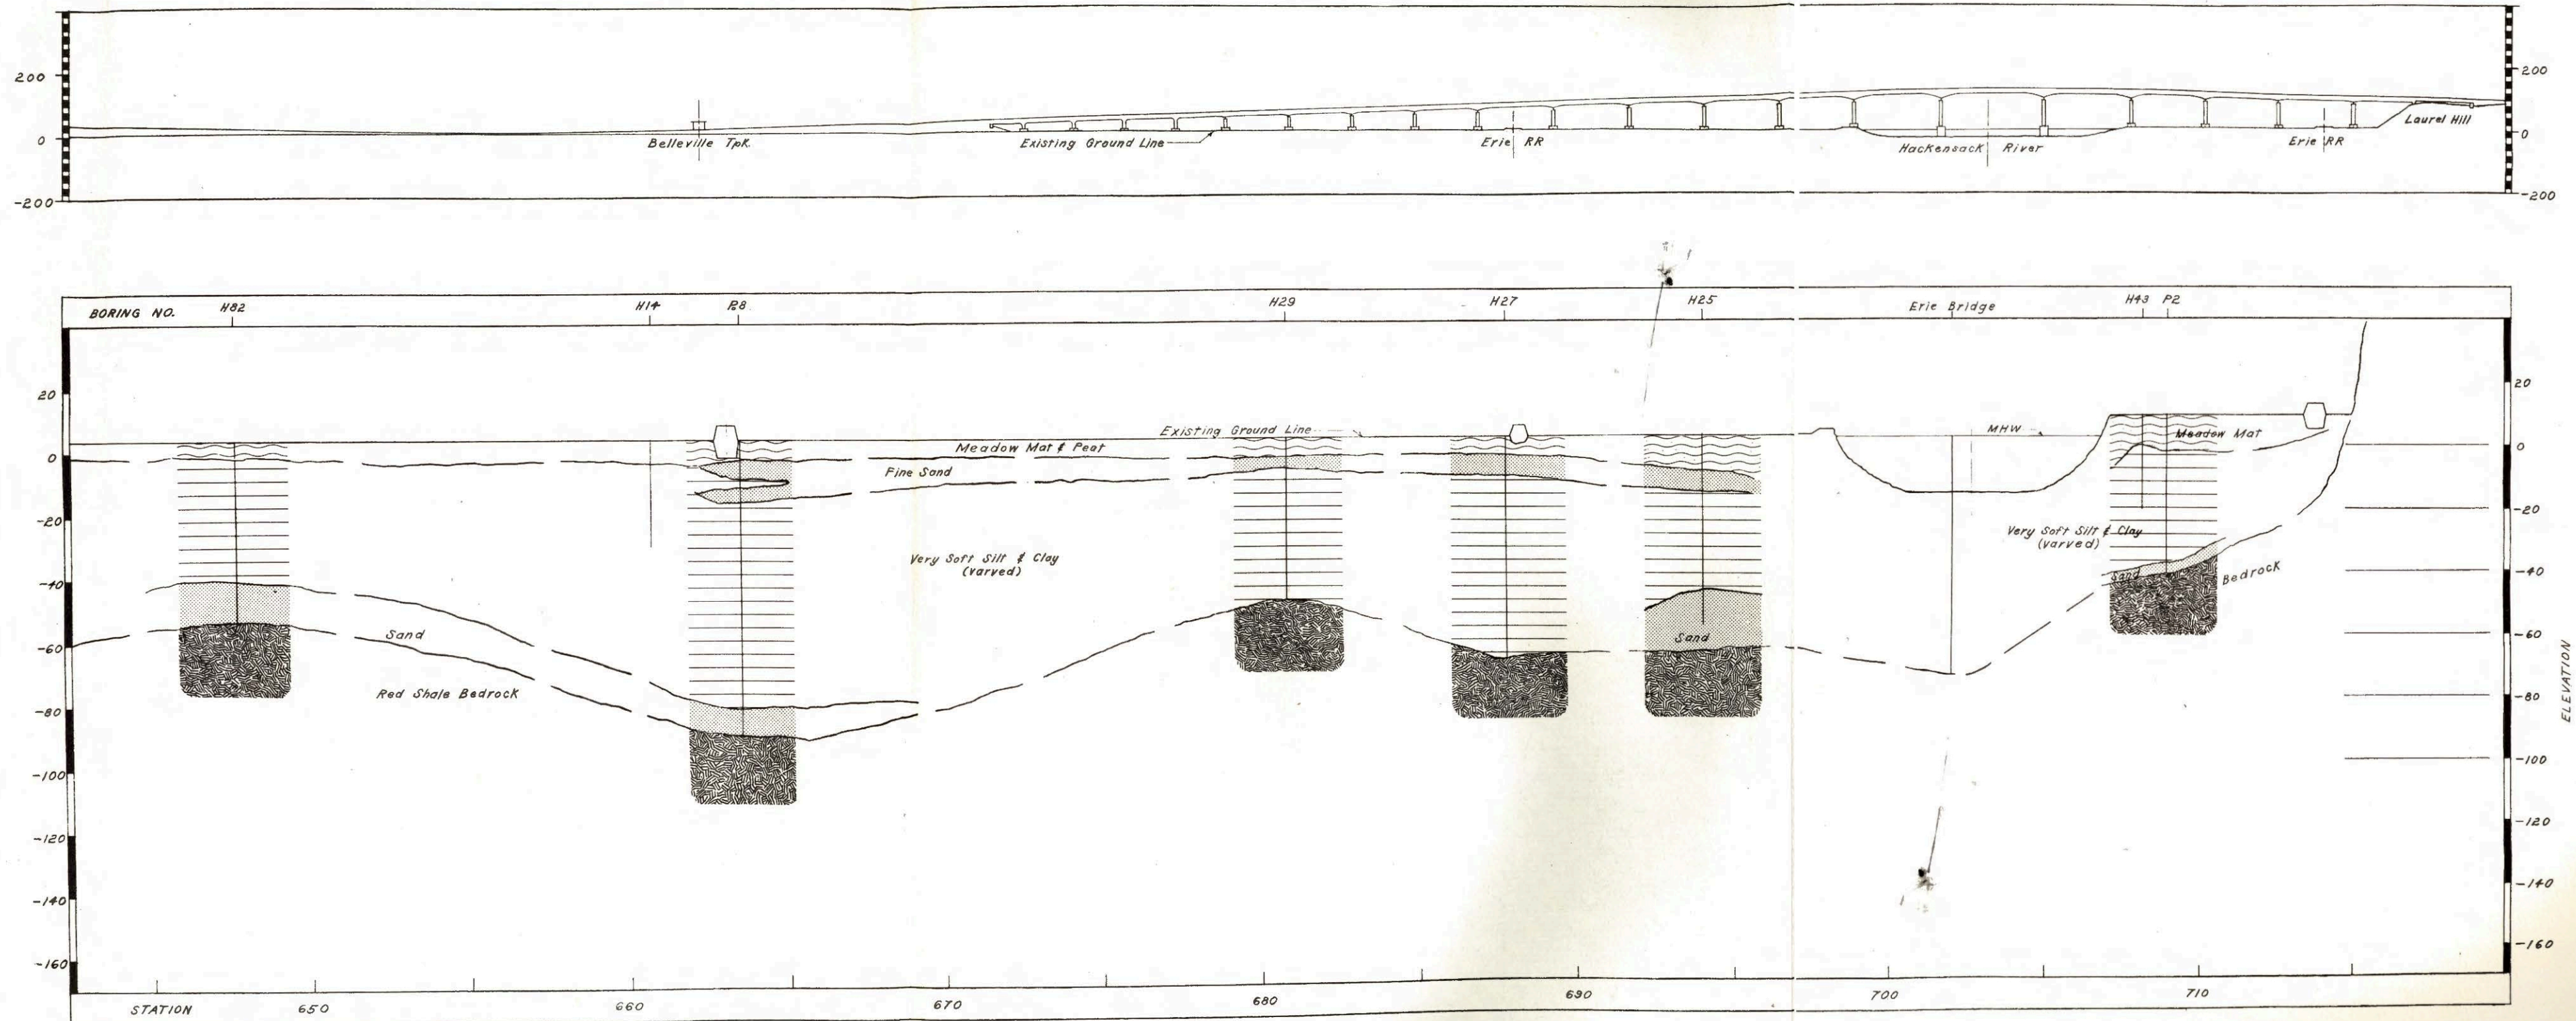 200
200
0
0
-200
-200
Belleville Tpk.
Existing Ground Line
Erie RR
Hackensack River
Erie RR
Laurel Hill
BORING NO.
H82
H14
P.8
H29
H27
H25
Erie Bridge
H43
P2
20
0
-20
-40
-60
-80
-100
-120
-140
-160
Existing Ground Line
Meadow Mat & Peat
Fine Sand
Very Soft Silt & Clay
(varved)
Sand
Red Shale Bedrock
Sand
MHW
Meadow Mat
Very Soft Silt & Clay
(varved)
Sand
Bedrock
20
0
-20
-40
-60
-80
-100
-120
-140
-160
ELEVATION
STATION
650
660
670
680
690
700
710